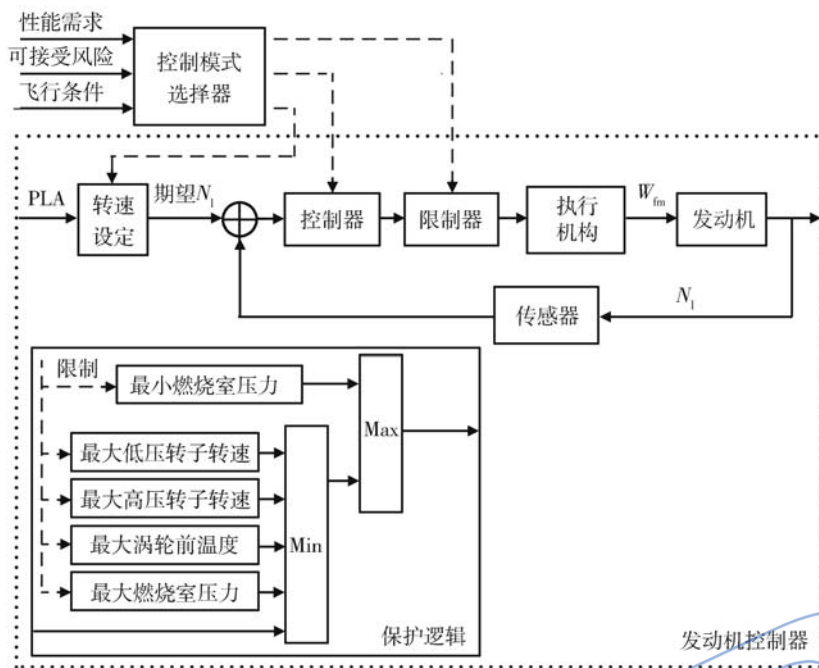 性能需求
可接受风险
飞行条件
控制模式
选择器
PLA
转速
设定
期望N₁
控制器
限制器
执行
机构
Wfm
发动机
传感器
N₁
限制
最小燃烧室压力
最大低压转子转速
最大高压转子转速
最大涡轮前温度
最大燃烧室压力
Min
Max
保护逻辑
发动机控制器